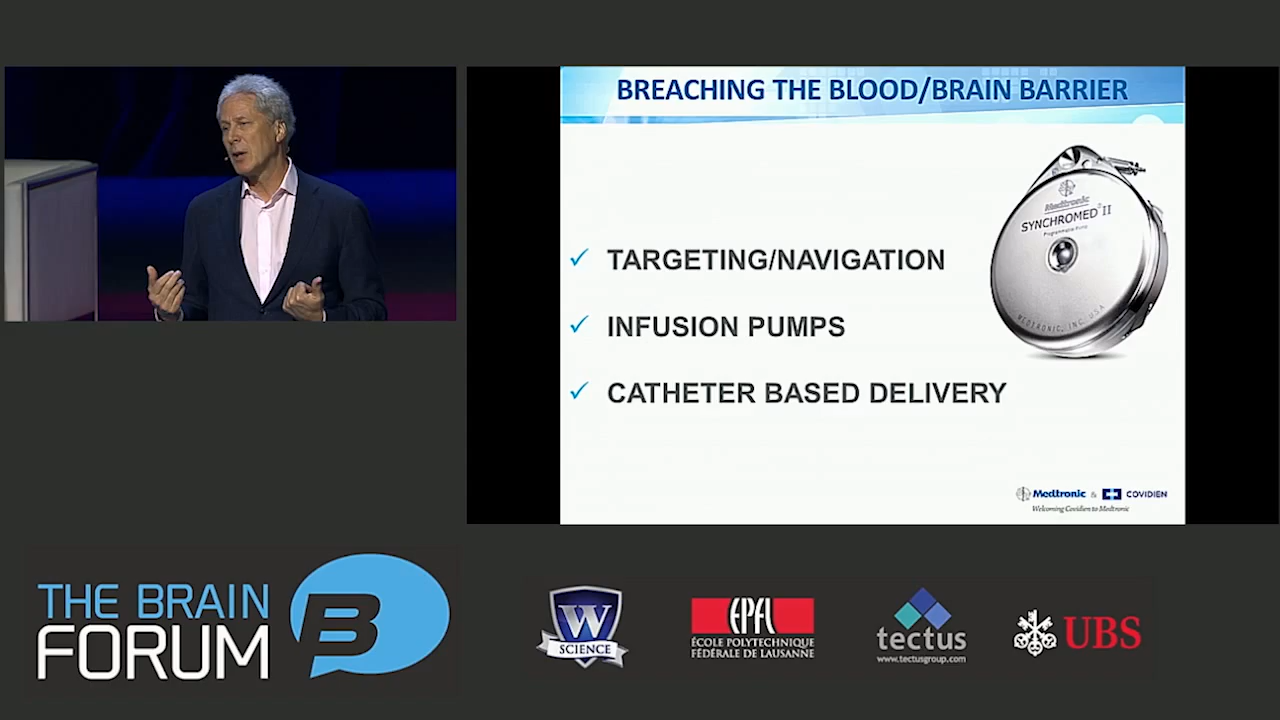 BREACHING THE BLOOD/BRAIN BARRIER
Medtronic
SYNCHROMED® II
Programmable Pump
MEDTRONIC, INC. USA
✓ TARGETING/NAVIGATION
✓ INFUSION PUMPS
✓ CATHETER BASED DELIVERY
Medtronic & COVIDIEN
Welcoming Covidien to Medtronic
THE BRAIN
FORUM
B
W
SCIENCE
EPFL
ÉCOLE POLYTECHNIQUE
FÉDÉRALE DE LAUSANNE
tectus
www.tectusgroup.com
UBS